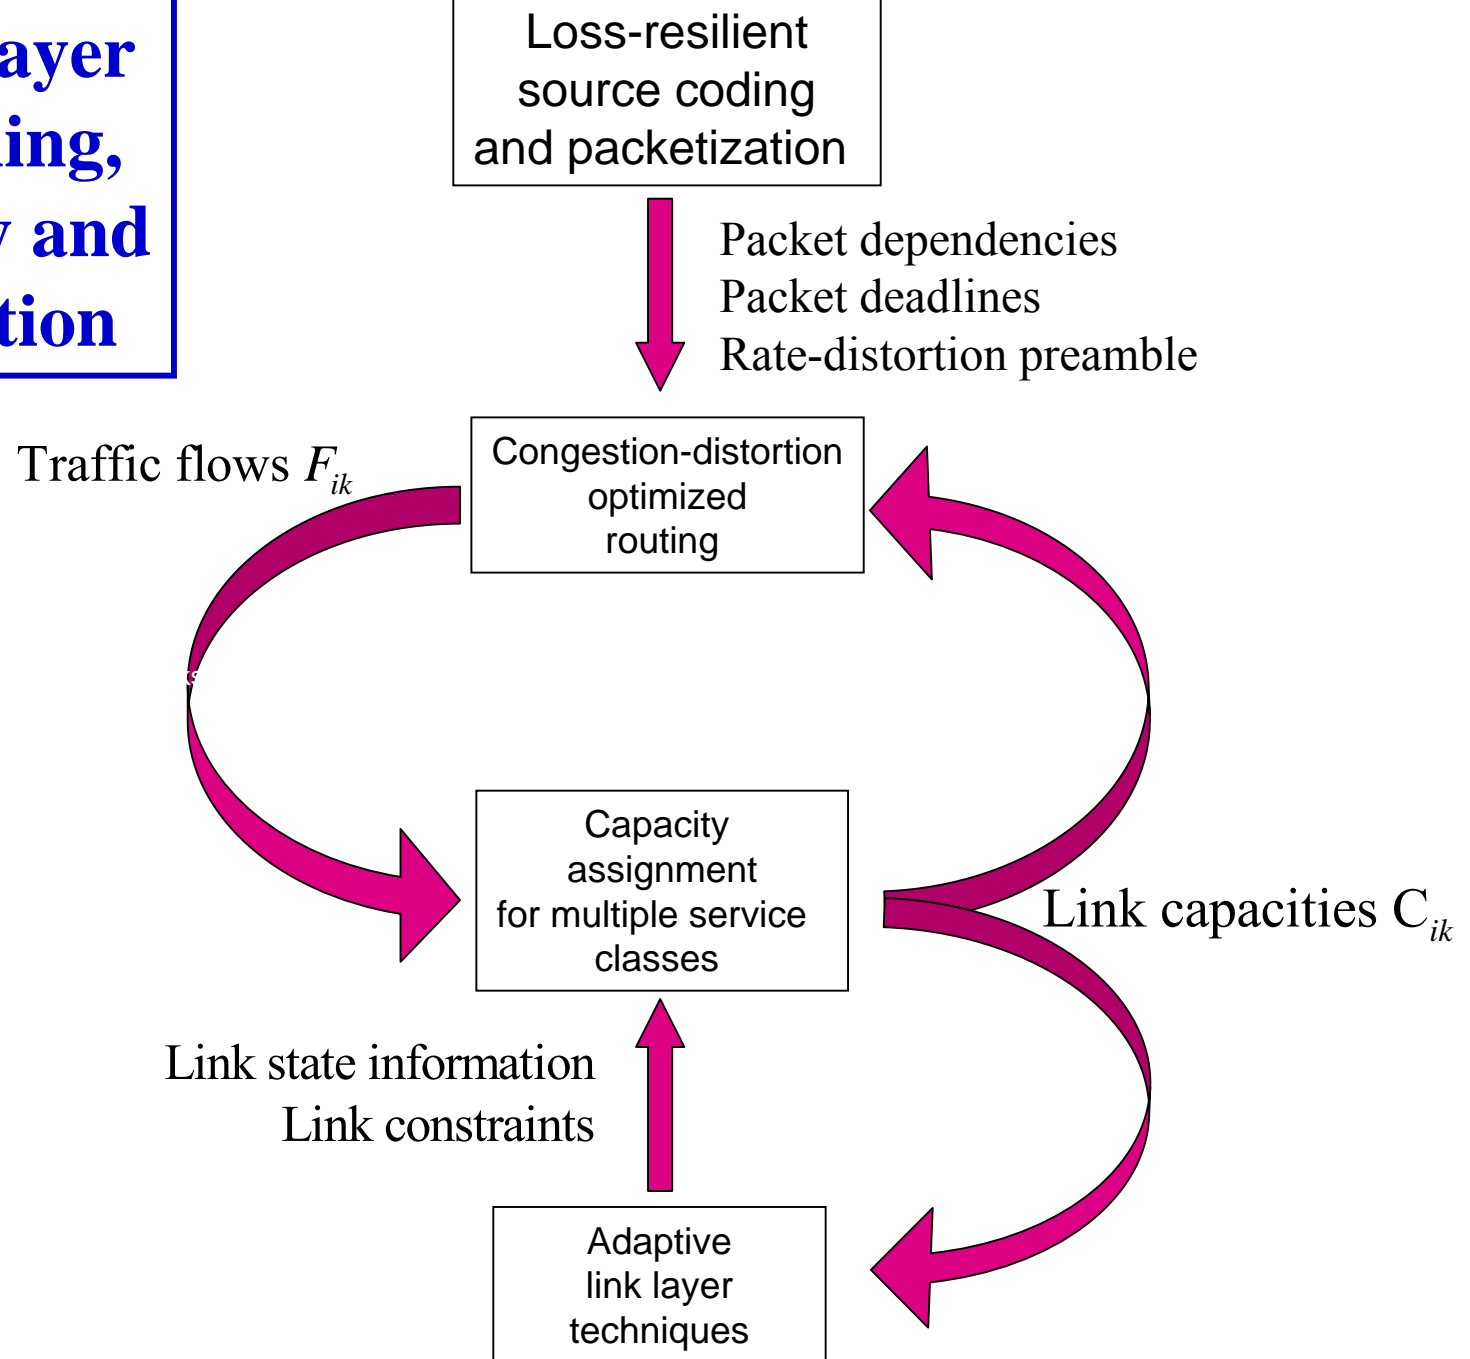 ayer
ing,
y and
tion
Loss-resilient
source coding
and packetization
Packet dependencies
Packet deadlines
Rate-distortion preamble
Traffic flows F_ik
Congestion-distortion
optimized
routing
Capacity
assignment
for multiple service
classes
Link capacities C_ik
Link state information
Link constraints
Adaptive
link layer
techniques